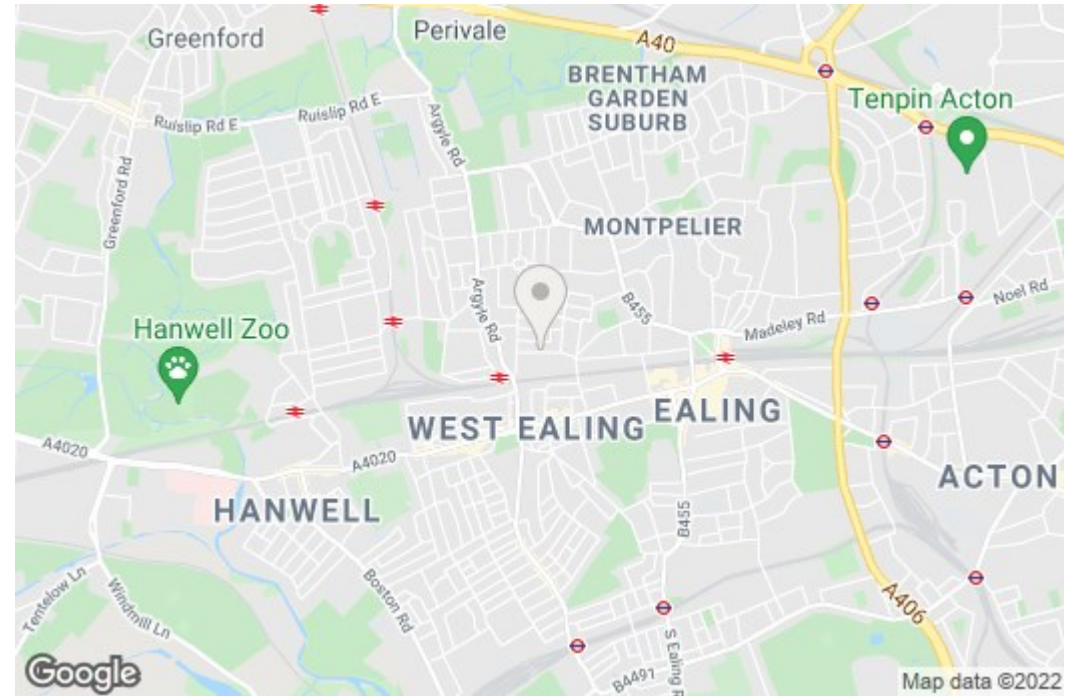 Greenford
Perivale
A40
BRENTHAM
GARDEN
SUBURB
Tenpin Acton
Ruislip Rd E
Ruislip Rd E
Argyle Rd
Greenford Rd
MONTPELIER
Argyle Rd
B455
Noel Rd
Madeley Rd
Hanwell Zoo
WEST EALING
EALING
A4020
A4020
ACTON
HANWELL
B455
Boston Rd
Tentelow Ln
Windmill Ln
A406
S Ealing R
B4491
Google
Map data ©2022